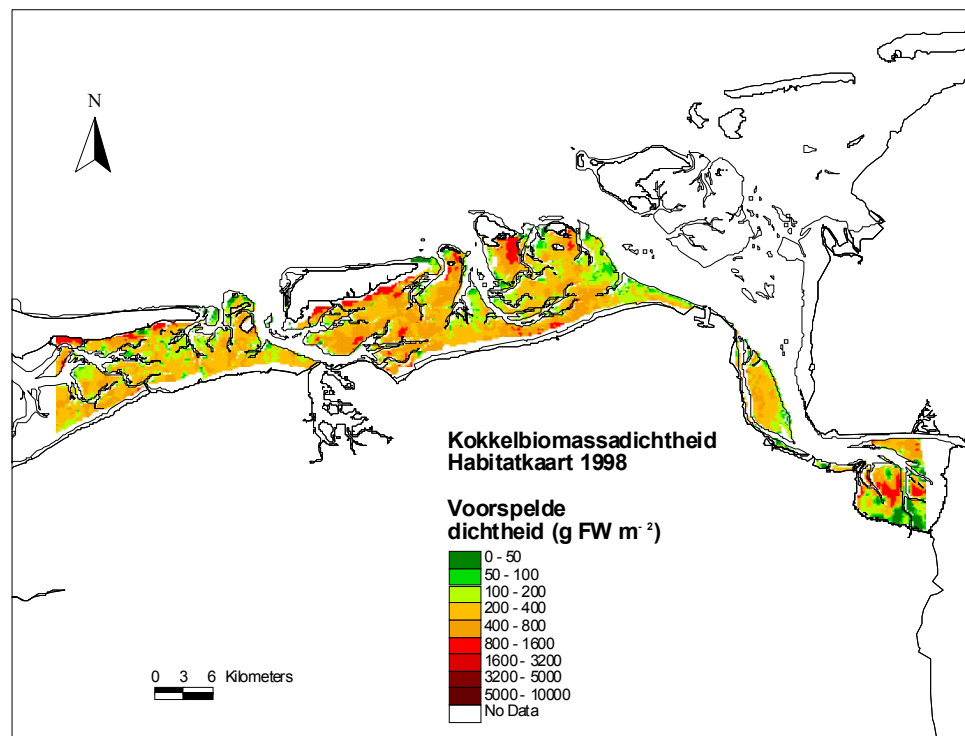 N
Kokkelbiomassadichtheid
Habitatkaart 1998
Voorspelde
dichtheid (g FW m⁻²)
0 - 50
50 - 100
100 - 200
200 - 400
400 - 800
800 - 1600
1600 - 3200
3200 - 5000
5000 - 10000
No Data
0 3 6 Kilometers